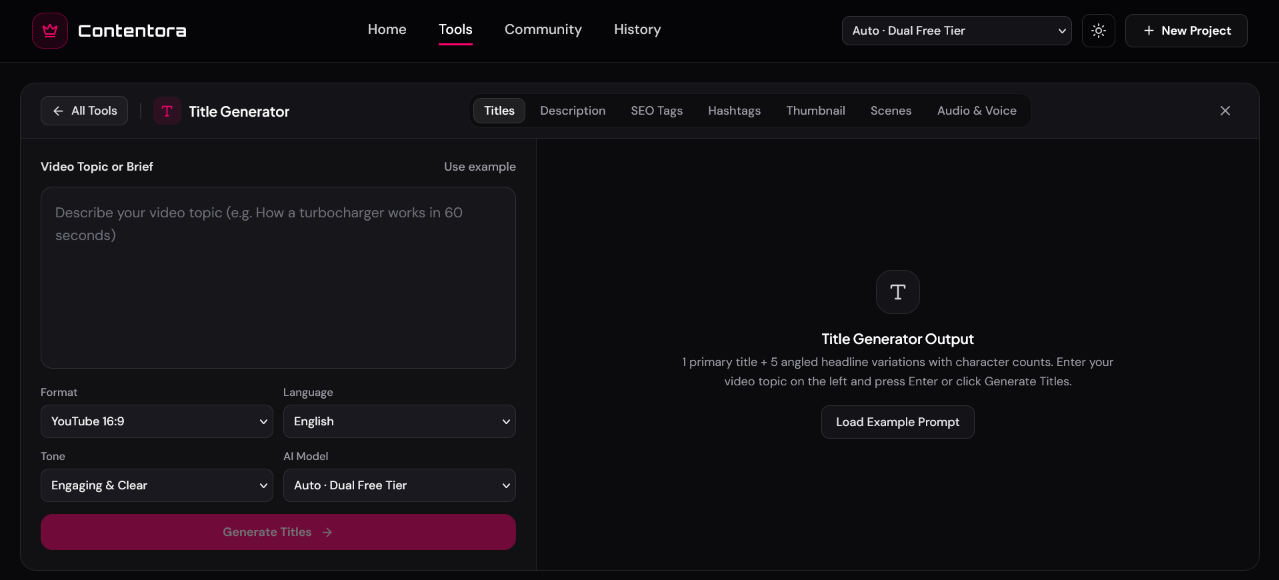 Contentora
Home
Tools
Community
History
Auto · Dual Free Tier
New Project
All Tools
Title Generator
Titles
Description
SEO Tags
Hashtags
Thumbnail
Scenes
Audio & Voice
Video Topic or Brief
Use example
Describe your video topic (e.g. How a turbocharger works in 60
seconds)
Format
Language
YouTube 16:9
English
Tone
AI Model
Engaging & Clear
Auto · Dual Free Tier
Generate Titles →
Title Generator Output
1 primary title + 5 angled headline variations with character counts. Enter your
video topic on the left and press Enter or click Generate Titles.
Load Example Prompt